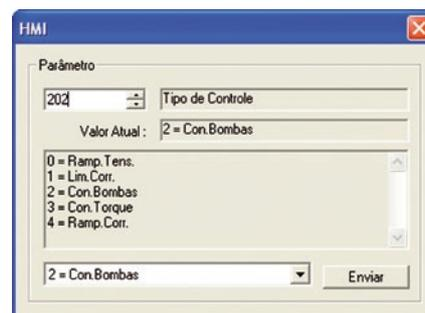 HMI
Parâmetro
202 Tipo de Controle
Valor Atual : 2 = Con.Bombas
0 = Ramp.Tens.
1 = Lim.Corr.
2 = Con.Bombas
3 = Con.Torque
4 = Ramp.Corr.
2 = Con.Bombas Enviar